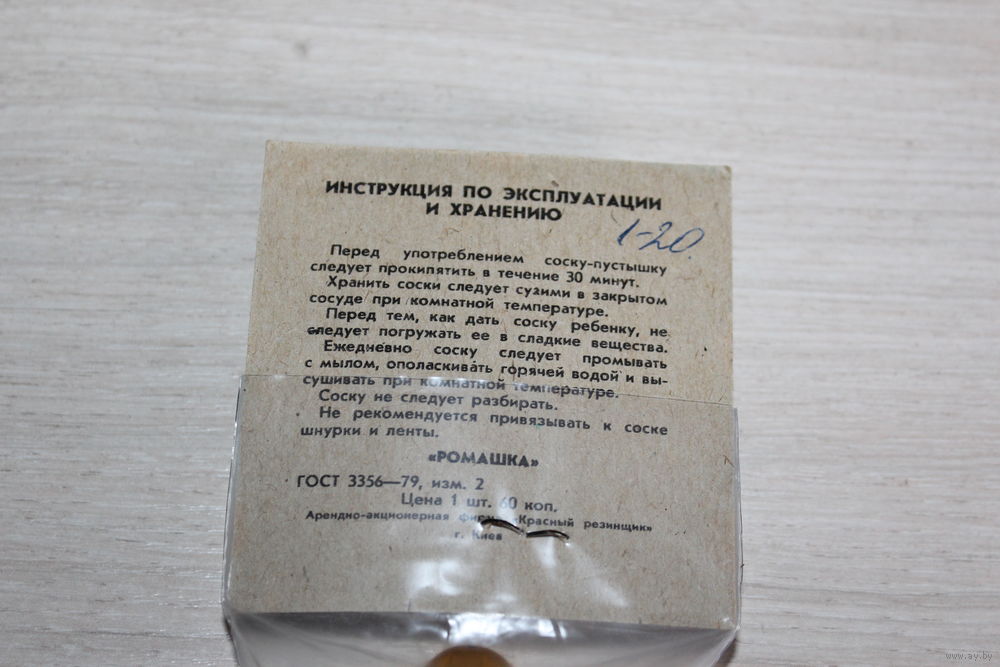 ИНСТРУКЦИЯ ПО ЭКСПЛУАТАЦИИ
И ХРАНЕНИЮ
1-20.
Перед употреблением соску-пустышку
следует прокипятить в течение 30 минут.
Хранить соски следует сухими в закрытом
сосуде при комнатной температуре.
Перед тем, как дать соску ребенку, не
следует погружать ее в сладкие вещества.
Ежедневно соску следует промывать
с мылом, ополаскивать горячей водой и вы-
сушивать при комнатной температуре.
Соску не следует разбирать.
Не рекомендуется привязывать к соске
шнурки и ленты.
«РОМАШКА»
ГОСТ 3356—79, изм. 2
Цена 1 шт. 60 коп.
Арендно-акционерная фирма «Красный резинщик»
г. Киев
www.ay.by